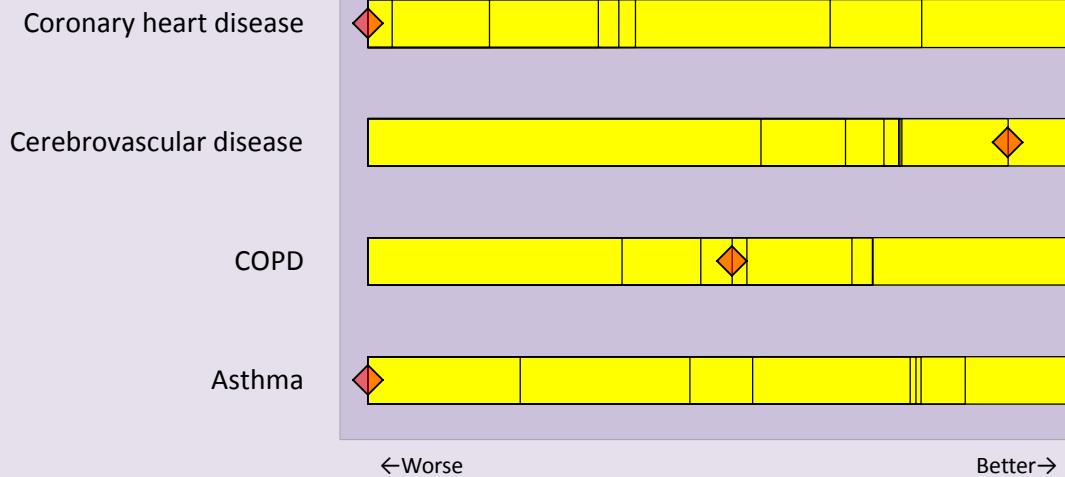 Coronary heart disease
Cerebrovascular disease
COPD
Asthma
←Worse Better→